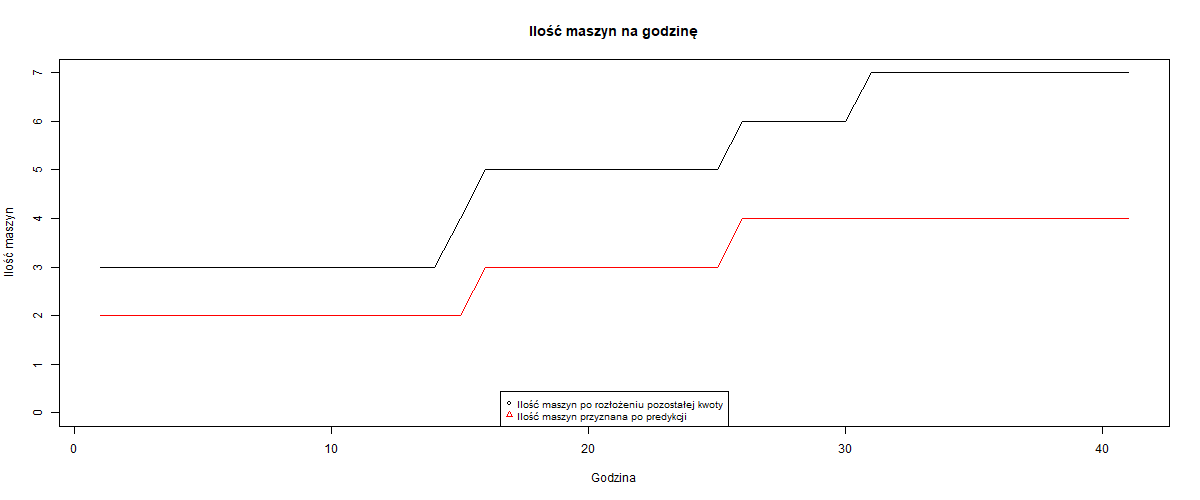 Ilość maszyn na godzinę
Ilość maszyn
7
6
5
4
3
2
1
0
Ilość maszyn po rozłożeniu pozostałej kwoty
Ilość maszyn przyznana po predykcji
0 10 20 30 40
Godzina